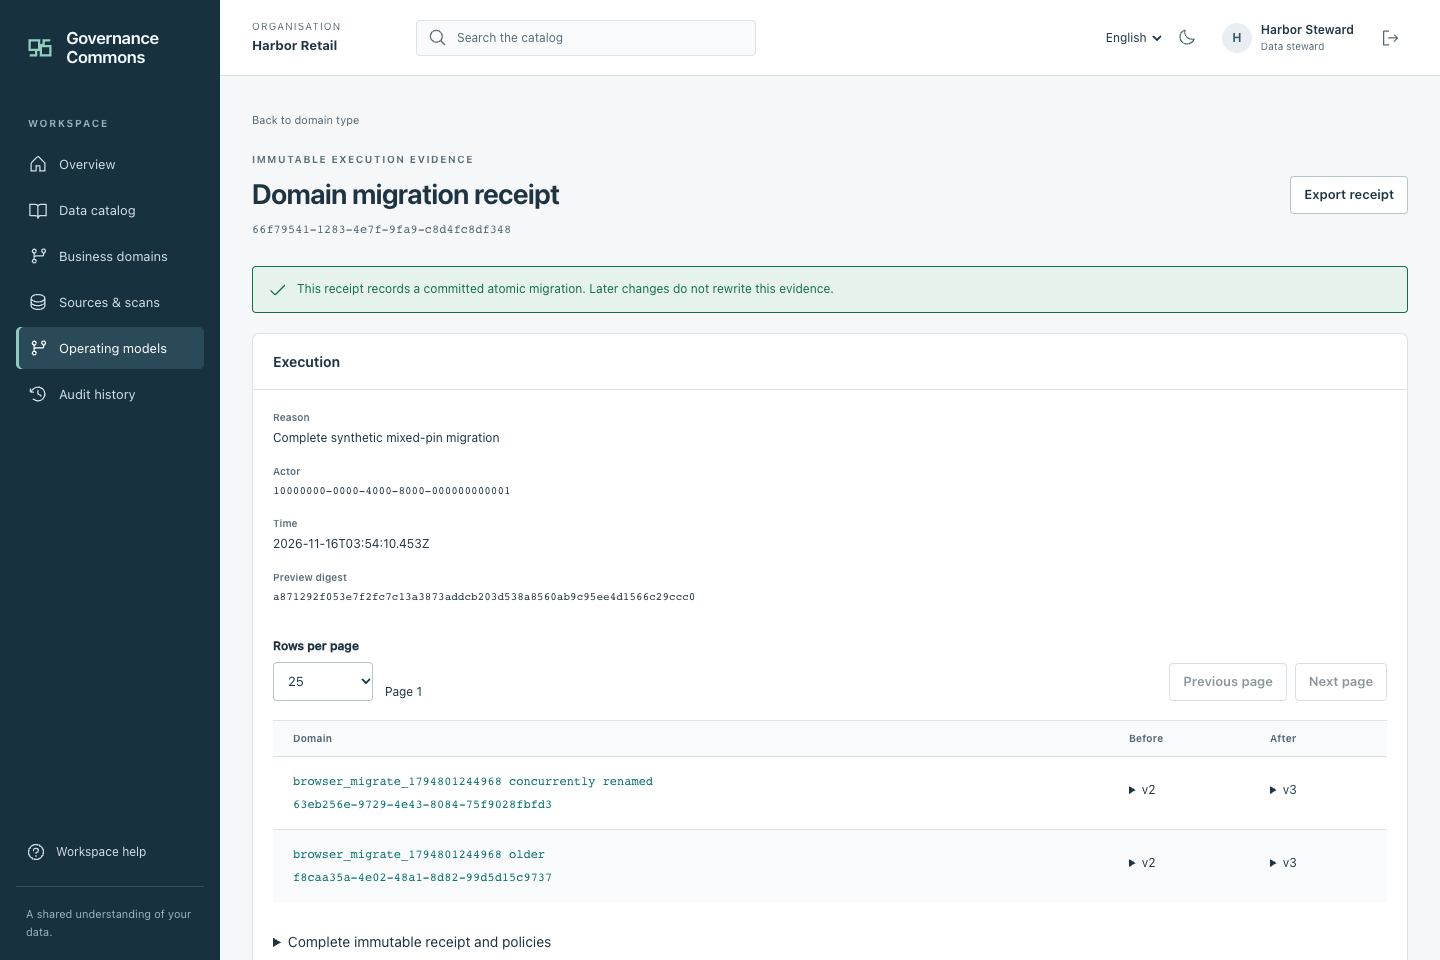 Governance
Commons
WORKSPACE
Overview
Data catalog
Business domains
Sources & scans
Operating models
Audit history
Workspace help
A shared understanding of your
data.
ORGANISATION
Harbor Retail
Search the catalog
English
H
Harbor Steward
Data steward
Back to domain type
IMMUTABLE EXECUTION EVIDENCE
Domain migration receipt
66f79541-1283-4e7f-9fa9-c8d4fc8df348
Export receipt
This receipt records a committed atomic migration. Later changes do not rewrite this evidence.
Execution
Reason
Complete synthetic mixed-pin migration
Actor
10000000-0000-4000-8000-000000000001
Time
2026-11-16T03:54:10.453Z
Preview digest
a871292f053e7f2fc7c13a3873addcb203d538a8560ab9c95ee4d1566c29ccc0
Rows per page
25
Page 1
Previous page
Next page
Domain Before After
browser_migrate_1794801244968 concurrently renamed
63eb256e-9729-4e43-8084-75f9028fbfd3
v2 v3
browser_migrate_1794801244968 older
f8caa35a-4e02-48a1-8d82-99d5d15c9737
v2 v3
Complete immutable receipt and policies